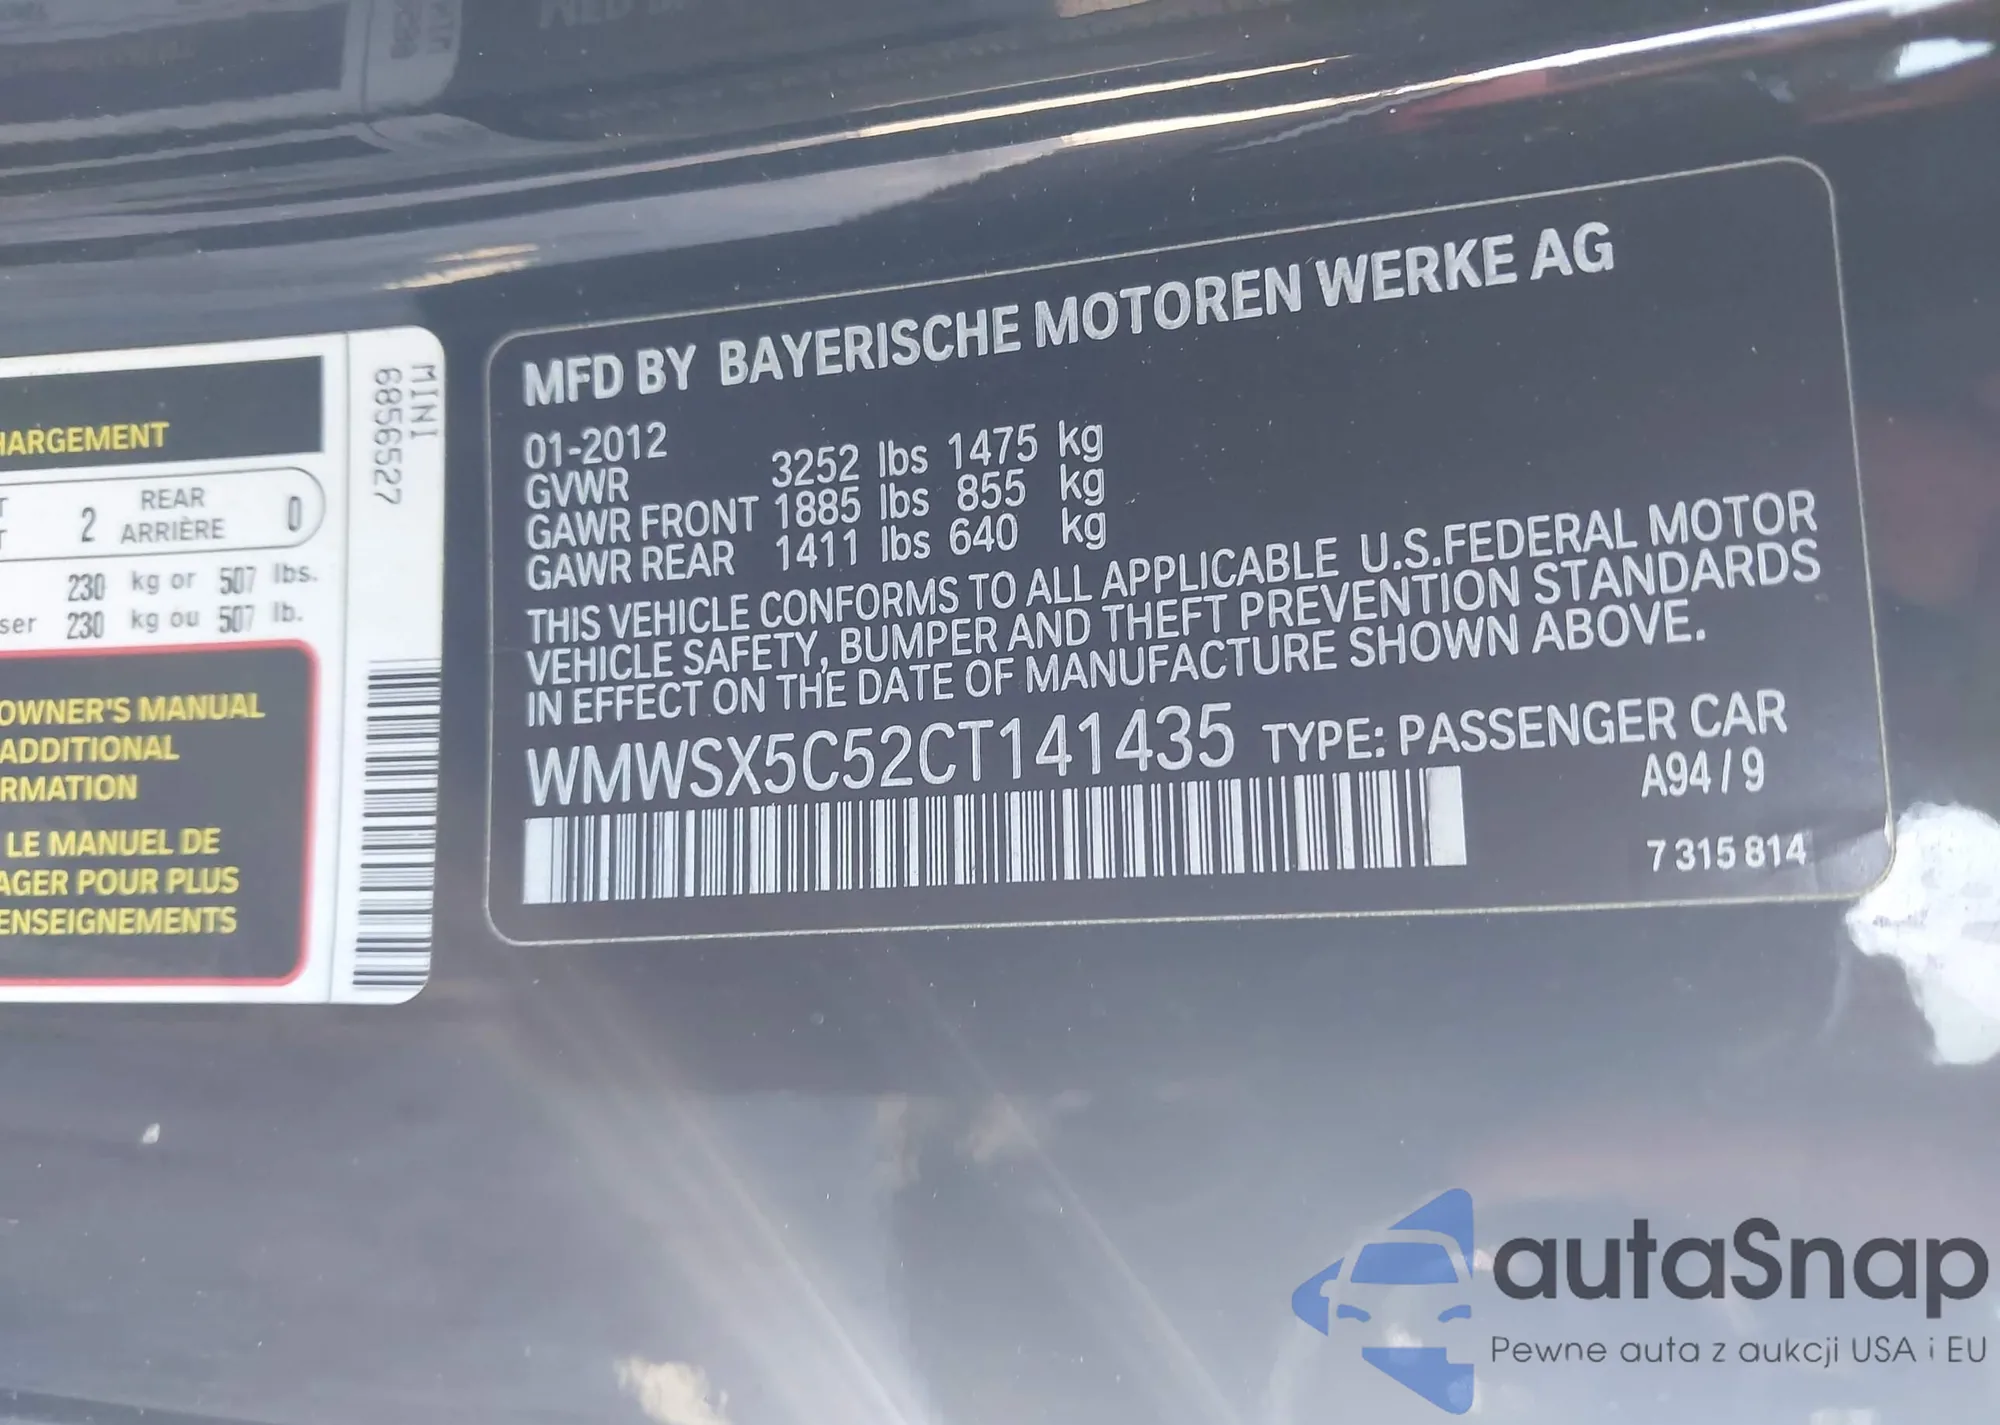 HARGEMENT
2 REAR 0
ARRIÈRE
230 kg or 507 lbs.
ser 230 kg ou 507 lb.
OWNER'S MANUAL
ADDITIONAL
RMATION
LE MANUEL DE
AGER POUR PLUS
ENSEIGNEMENTS
MINI
6856527
MFD BY BAYERISCHE MOTOREN WERKE AG
01-2012
GVWR 3252 lbs 1475 kg
GAWR FRONT 1885 lbs 855 kg
GAWR REAR 1411 lbs 640 kg
THIS VEHICLE CONFORMS TO ALL APPLICABLE U.S.FEDERAL MOTOR
VEHICLE SAFETY, BUMPER AND THEFT PREVENTION STANDARDS
IN EFFECT ON THE DATE OF MANUFACTURE SHOWN ABOVE.
WMWSX5C52CT141435 TYPE: PASSENGER CAR
A94/9
7 315 814
autaSnap
Pewne auta z aukcji USA i EU